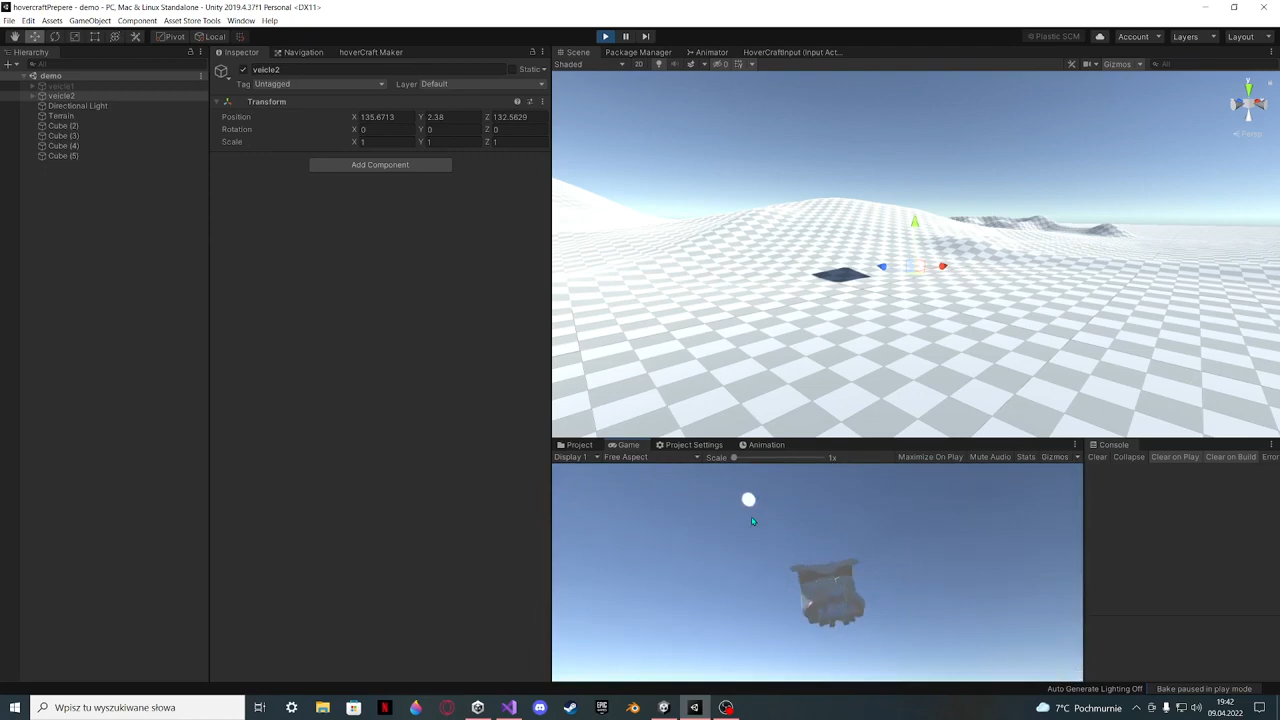 hovercraftPrepere - demo - PC, Mac & Linux Standalone - Unity 2019.4.37f1 Personal <DX11>
File Edit Assets GameObject Component Asset Store Tools Window Help
Pivot Local Plastic SCM Account Layers Layout
Hierarchy
All
demo
veicle1
veicle2
Directional Light
Terrain
Cube (2)
Cube (3)
Cube (4)
Cube (5)
Inspector Navigation hoverCraft Maker
veicle2 Static
Tag Untagged Layer Default
Transform
Position X 135.6713 Y 2.38 Z 132.5829
Rotation X 0 Y 0 Z 0
Scale X 1 Y 1 Z 1
Add Component
Scene Package Manager Animator HoverCraftInput (Input Act...
Shaded 2D 0 Gizmos All
y
Persp
Project Game Project Settings Animation
Display 1 Free Aspect Scale 1x Maximize On Play Mute Audio Stats Gizmos
Console
Clear Collapse Clear on Play Clear on Build Error
Auto Generate Lighting Off Bake paused in play mode
Wpisz tu wyszukiwane słowa
7°C Pochmurnie 19:42
09.04.2022